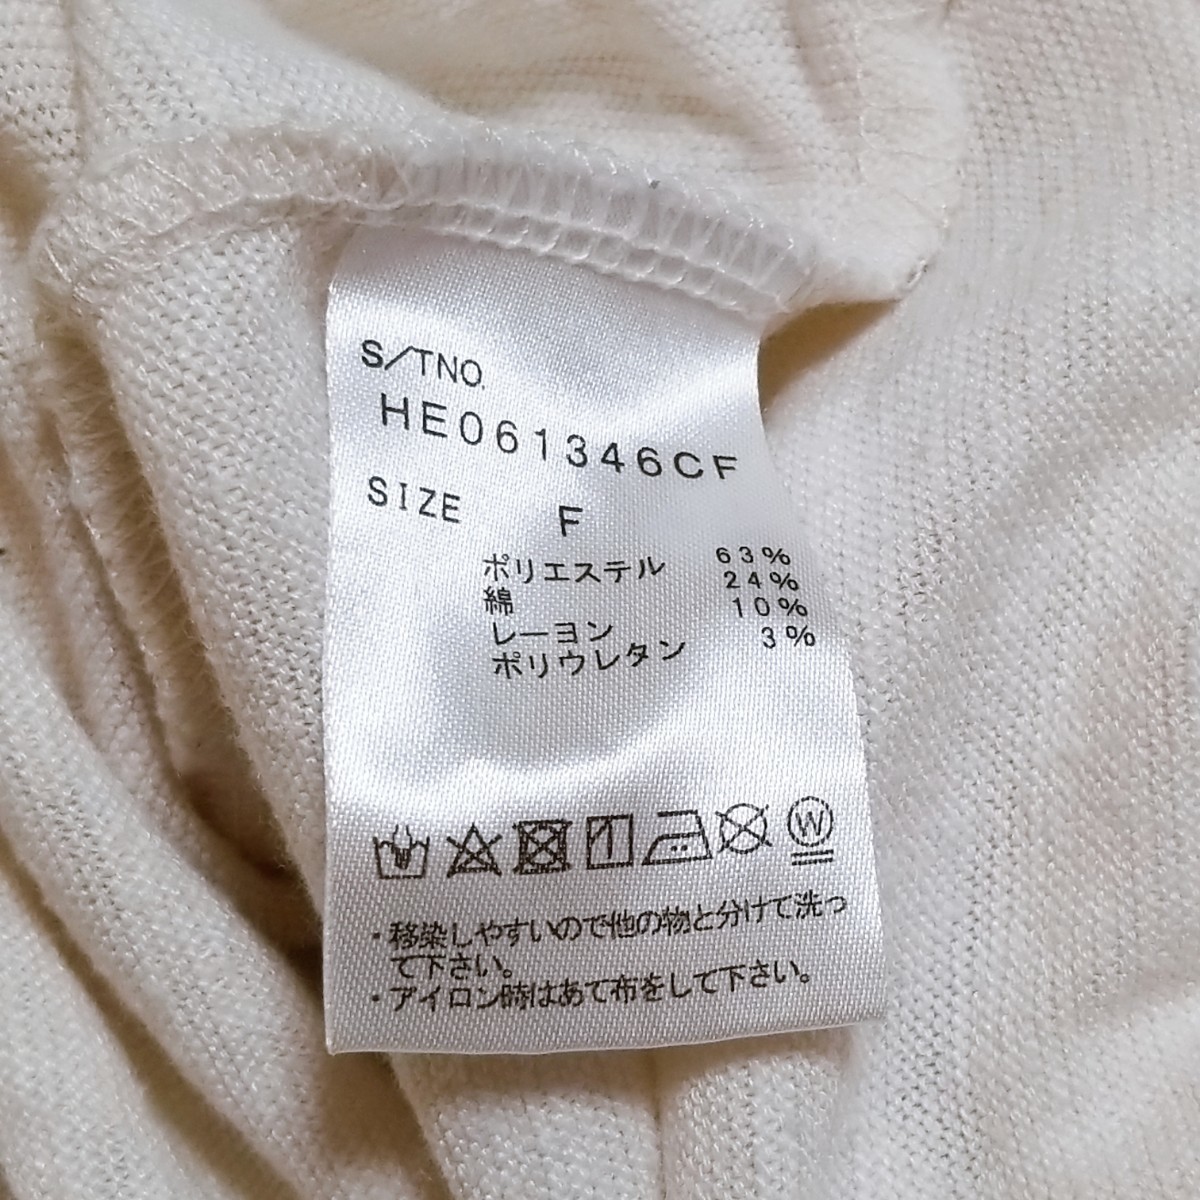 S/TNO.
HE061346CF
SIZE F
ポリエステル 63%
綿 24%
レーヨン 10%
ポリウレタン 3%
W
・移染しやすいので他の物と分けて洗っ
て下さい。
・アイロン時はあて布をして下さい。